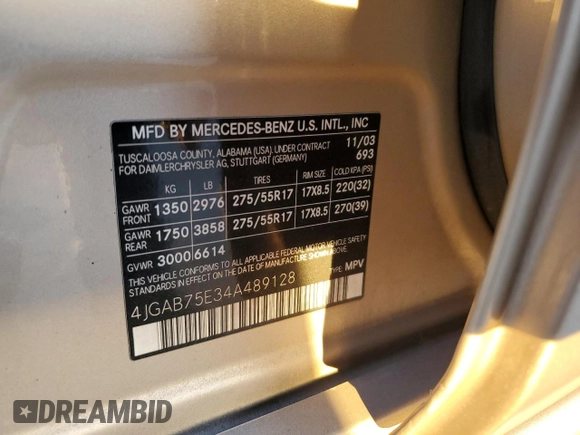 MFD BY MERCEDES-BENZ U.S. INTL., INC
TUSCALOOSA COUNTY, ALABAMA (USA). UNDER CONTRACT 11/03
FOR DAIMLERCHRYSLER AG, STUTTGART (GERMANY) 693
KG LB TIRES RIM SIZE COLD KPA (PSI)
GAWR FRONT 1350 2976 275/55R17 17X8.5 220(32)
GAWR REAR 1750 3858 275/55R17 17X8.5 270(39)
GVWR 3000 6614
THIS VEHICLE CONFORMS TO ALL APPLICABLE FEDERAL MOTOR VEHICLE SAFETY
STANDARDS IN EFFECT ON THE DATE OF MANUFACTURE SHOWN ABOVE.
4JGAB75E34A489128 TYPE: MPV
DREAMBID